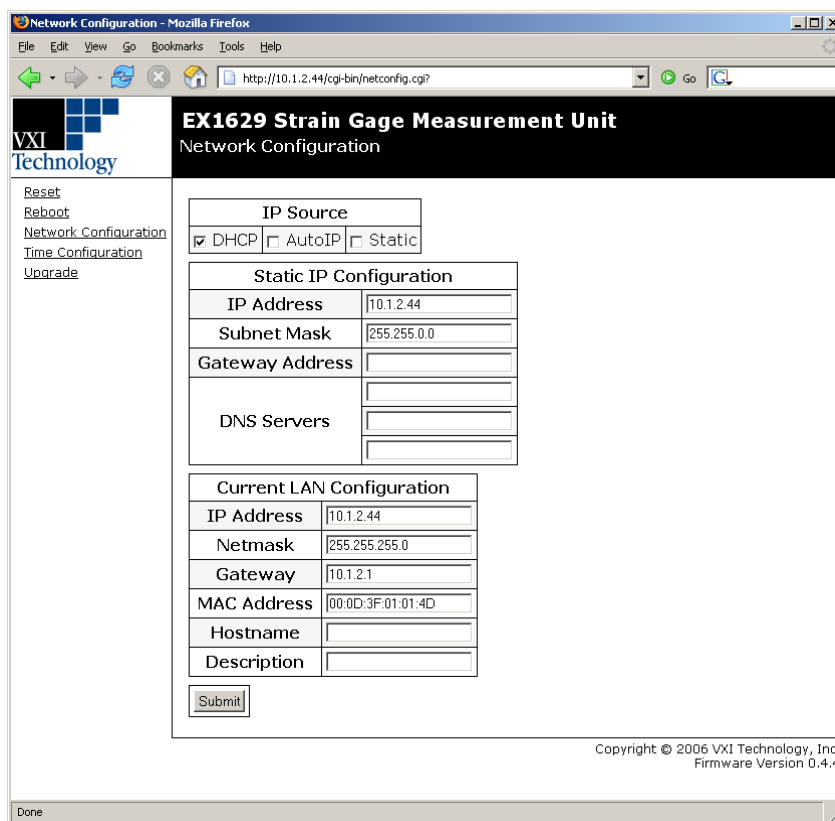 Network Configuration - Mozilla Firefox
File Edit View Go Bookmarks Tools Help
http://10.1.2.44/cgi-bin/netconfig.cgi? Go G
VXI
Technology
EX1629 Strain Gage Measurement Unit
Network Configuration
Reset
Reboot
Network Configuration
Time Configuration
Upgrade
IP Source
DHCP AutoIP Static
Static IP Configuration
IP Address 10.1.2.44
Subnet Mask 255.255.0.0
Gateway Address
DNS Servers
Current LAN Configuration
IP Address 10.1.2.44
Netmask 255.255.255.0
Gateway 10.1.2.1
MAC Address 00:0D:3F:01:01:4D
Hostname
Description
Submit
Copyright © 2006 VXI Technology, Inc
Firmware Version 0.4.4
Done